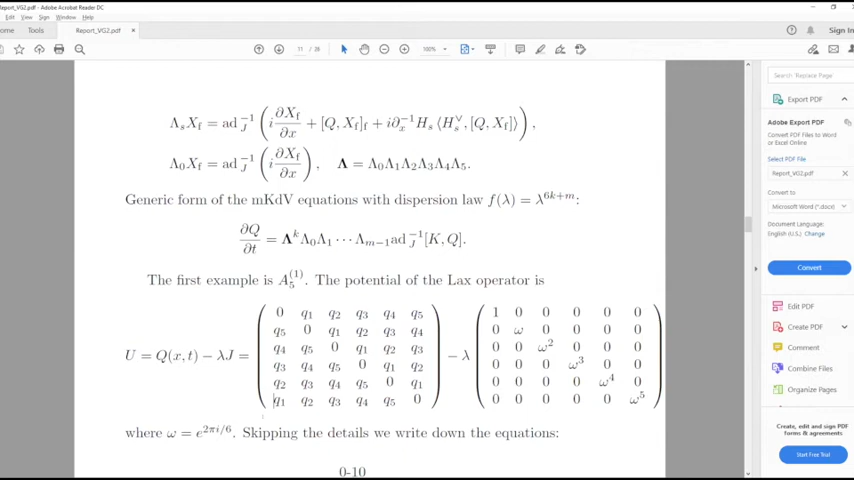 Report_VG2.pdf - Adobe Acrobat Reader DC
Edit View Sign Window Help
Tools Report_VG2.pdf × Sign In
11 / 38 100%
Λ_s X_f = ad_J^{-1} ( i ∂X_f/∂x + [Q, X_f]_f + i∂_x^{-1} H_s ⟨H_s^∨, [Q, X_f]⟩ ) ,
Λ_0 X_f = ad_J^{-1} ( i ∂X_f/∂x ) , Λ = Λ_0Λ_1Λ_2Λ_3Λ_4Λ_5.
Generic form of the mKdV equations with dispersion law f(λ) = λ^{6k+m}:
∂Q/∂t = Λ^k Λ_0Λ_1 ··· Λ_{m−1} ad_J^{-1} [K, Q].
The first example is A_5^{(1)}. The potential of the Lax operator is
0 q1 q2 q3 q4 q5 1 0 0 0 0 0
q5 0 q1 q2 q3 q4 0 ω 0 0 0 0
q4 q5 0 q1 q2 q3 0 0 ω² 0 0 0
U = Q(x, t) − λJ = − λ
q3 q4 q5 0 q1 q2 0 0 0 ω³ 0 0
q2 q3 q4 q5 0 q1 0 0 0 0 ω⁴ 0
q1 q2 q3 q4 q5 0 0 0 0 0 0 ω⁵
where ω = e^{2πi/6}. Skipping the details we write down the equations:
0-10
Search 'Replace Page'
Export PDF
Adobe Export PDF
Convert PDF Files to Word
or Excel Online
Select PDF File
Report_VG2.pdf ×
Convert to
Microsoft Word (*.docx)
Document Language:
English (U.S.) Change
Convert
Edit PDF
Create PDF
Comment
Combine Files
Organize Pages
Create, edit and sign PDF
forms & agreements
Start Free Trial